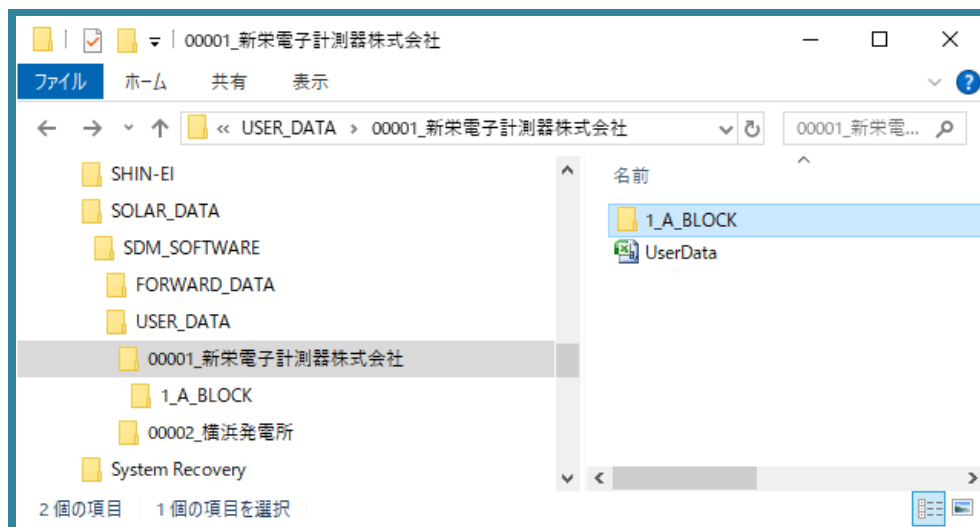 00001_新栄電子計測器株式会社
ファイル ホーム 共有 表示
« USER_DATA › 00001_新栄電子計測器株式会社 00001_新栄電...
SHIN-EI
SOLAR_DATA
SDM_SOFTWARE
FORWARD_DATA
USER_DATA
00001_新栄電子計測器株式会社
1_A_BLOCK
00002_横浜発電所
System Recovery
名前
1_A_BLOCK
UserData
2 個の項目 1 個の項目を選択